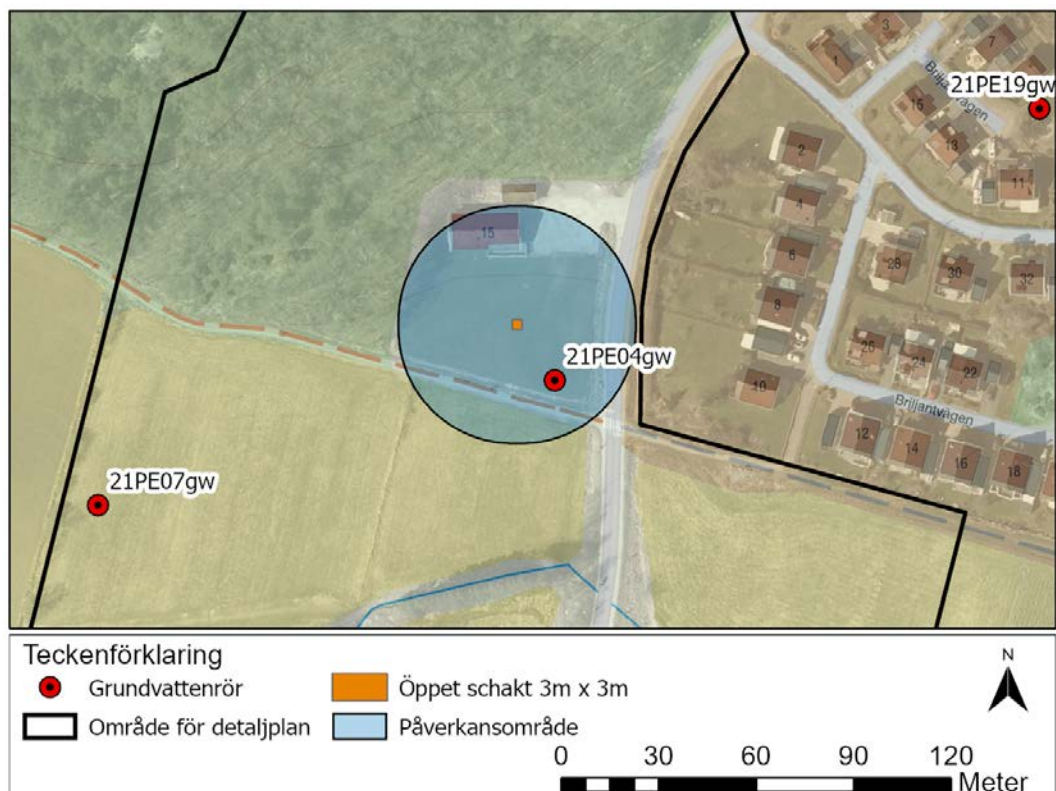 3
7
1
Briljantvägen
15
21PE19gw
13
2
11
4
15
6
28
30
32
8
21PE04gw
26
24
22
10
Briljantvägen
12
14
16
18
21PE07gw
Teckenförklaring
Grundvattenrör
Öppet schakt 3m x 3m
Område för detaljplan
Påverkansområde
N
0 30 60 90 120
Meter